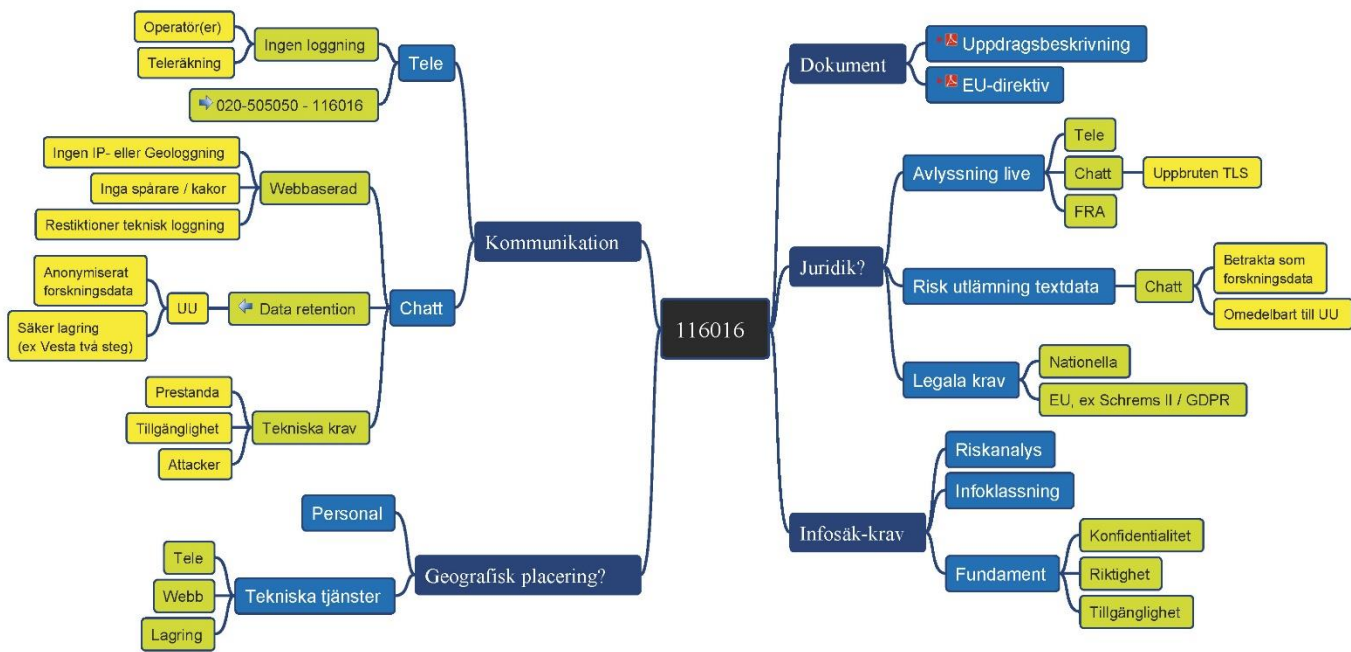 Operatör(er)
Teleräkning
Ingen loggning
020-505050 - 116016
Tele
Ingen IP- eller Geologgning
Inga spårare / kakor
Restiktioner teknisk loggning
Webbaserad
Anonymiserat
forskningsdata
Säker lagring
(ex Vesta två steg)
UU
Data retention
Chatt
Prestanda
Tillgänglighet
Attacker
Tekniska krav
Kommunikation
Personal
Tele
Webb
Lagring
Tekniska tjänster
Geografisk placering?
116016
Dokument
Uppdragsbeskrivning
EU-direktiv
Juridik?
Avlyssning live
Tele
Chatt
Uppbruten TLS
FRA
Risk utlämning textdata
Chatt
Betrakta som
forskningsdata
Omedelbart till UU
Legala krav
Nationella
EU, ex Schrems II / GDPR
Infosäk-krav
Riskanalys
Infoklassning
Fundament
Konfidentialitet
Riktighet
Tillgänglighet